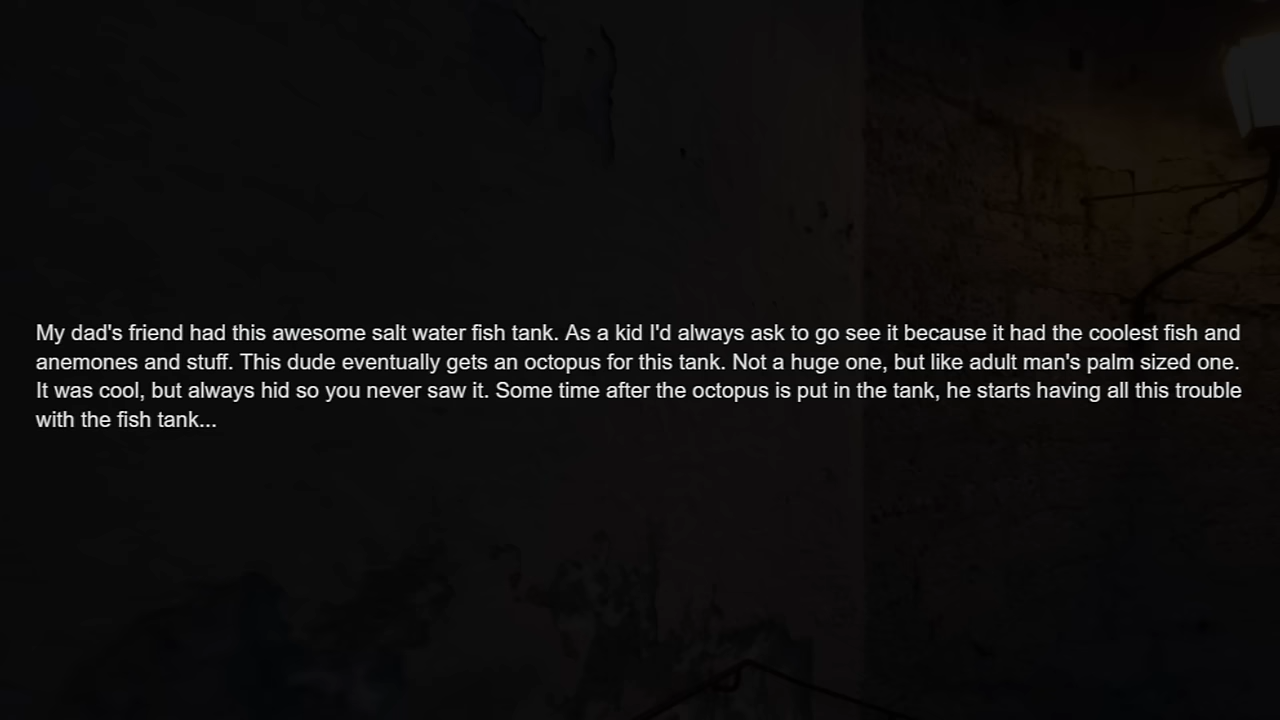 My dad's friend had this awesome salt water fish tank. As a kid I'd always ask to go see it because it had the coolest fish and
anemones and stuff. This dude eventually gets an octopus for this tank. Not a huge one, but like adult man's palm sized one.
It was cool, but always hid so you never saw it. Some time after the octopus is put in the tank, he starts having all this trouble
with the fish tank...